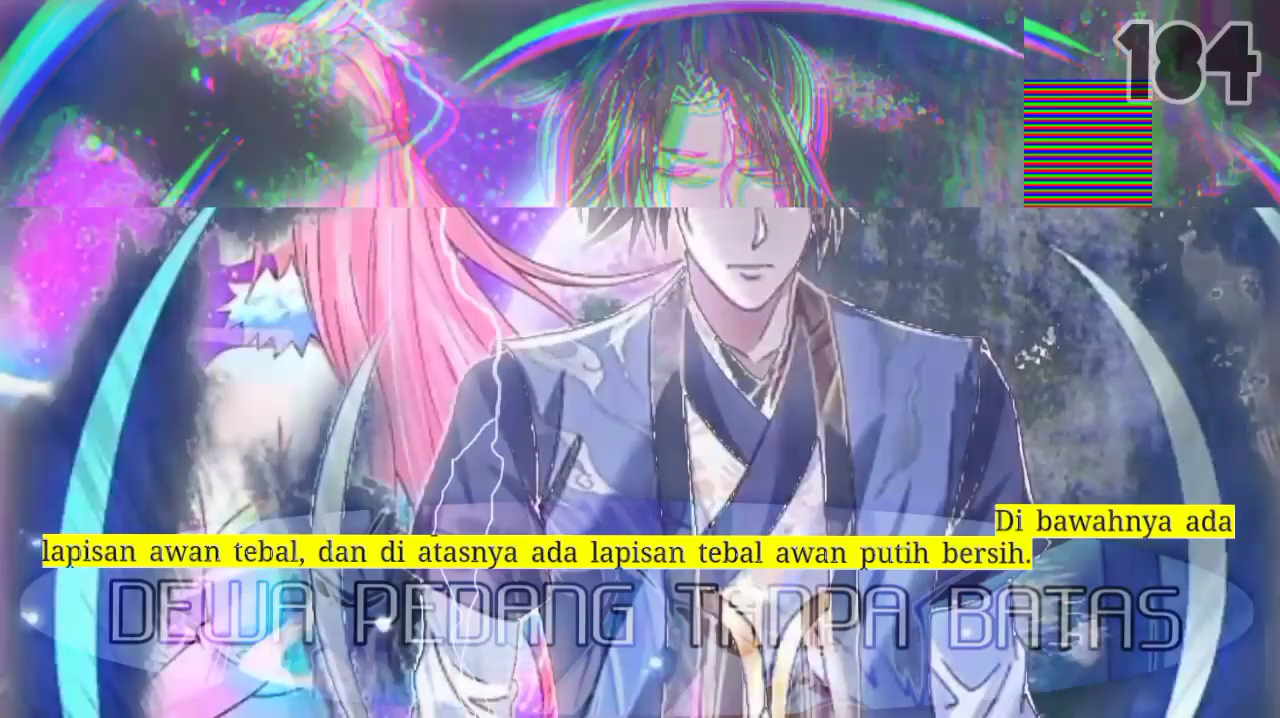 184
Di bawahnya ada
lapisan awan tebal, dan di atasnya ada lapisan tebal awan putih bersih.
DEWA PEDANG TANPA BATAS